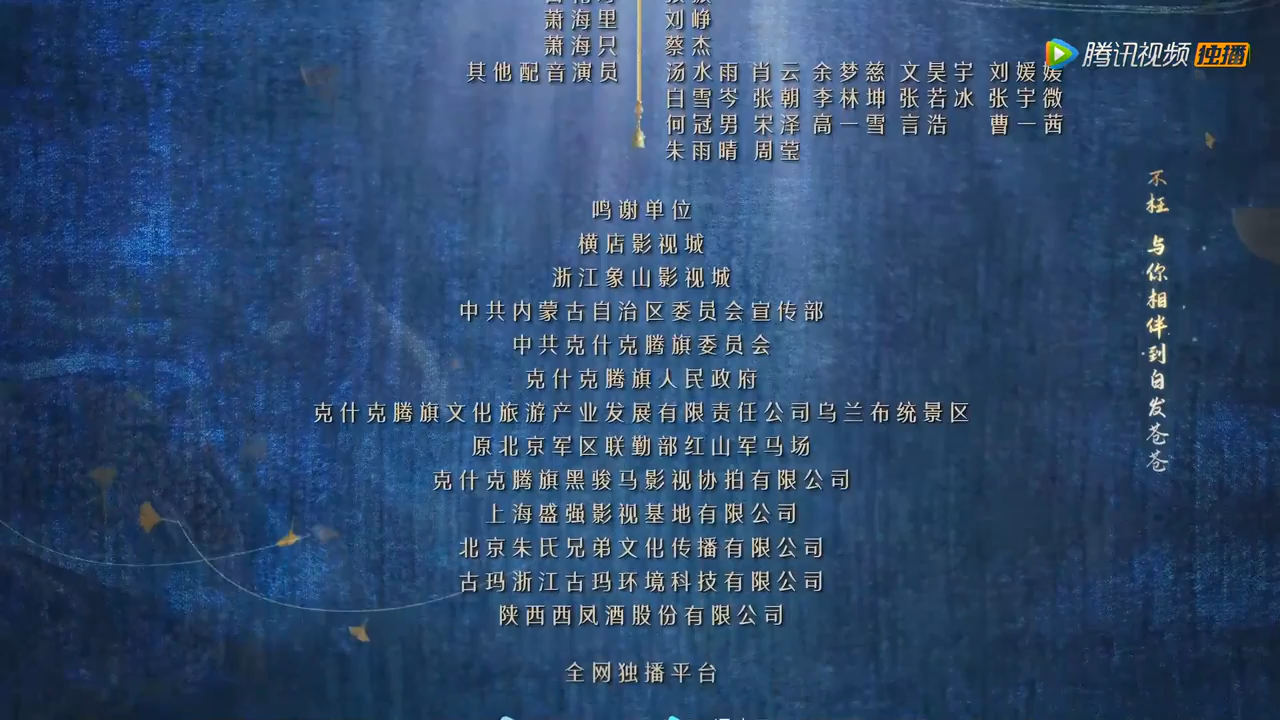 萧海里 刘峥
萧海只 蔡杰
其他配音演员 汤水雨 肖云 余梦慈 文昊宇 刘媛媛
白雪岑 张朝 李林坤 张若冰 张宇微
何冠男 宋泽 高一雪 言浩 曹一茜
朱雨晴 周莹
腾讯视频 独播
不枉 与你相伴到白发苍苍
鸣谢单位
横店影视城
浙江象山影视城
中共内蒙古自治区委员会宣传部
中共克什克腾旗委员会
克什克腾旗人民政府
克什克腾旗文化旅游产业发展有限责任公司乌兰布统景区
原北京军区联勤部红山军马场
克什克腾旗黑骏马影视协拍有限公司
上海盛强影视基地有限公司
北京朱氏兄弟文化传播有限公司
古玛浙江古玛环境科技有限公司
陕西西凤酒股份有限公司
全网独播平台